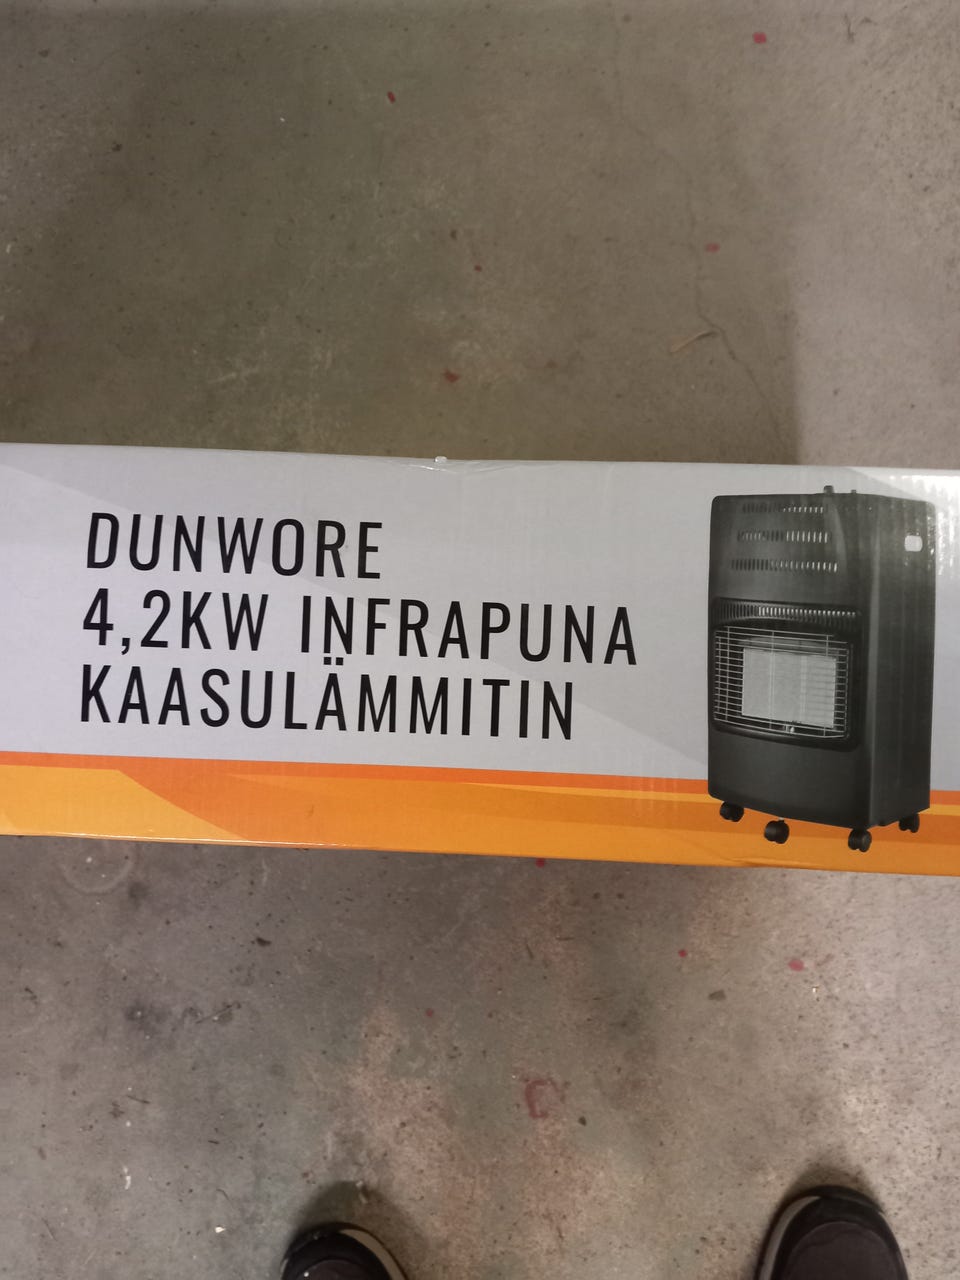 DUNWORE
4,2KW INFRAPUNA
KAASULÄMMITIN